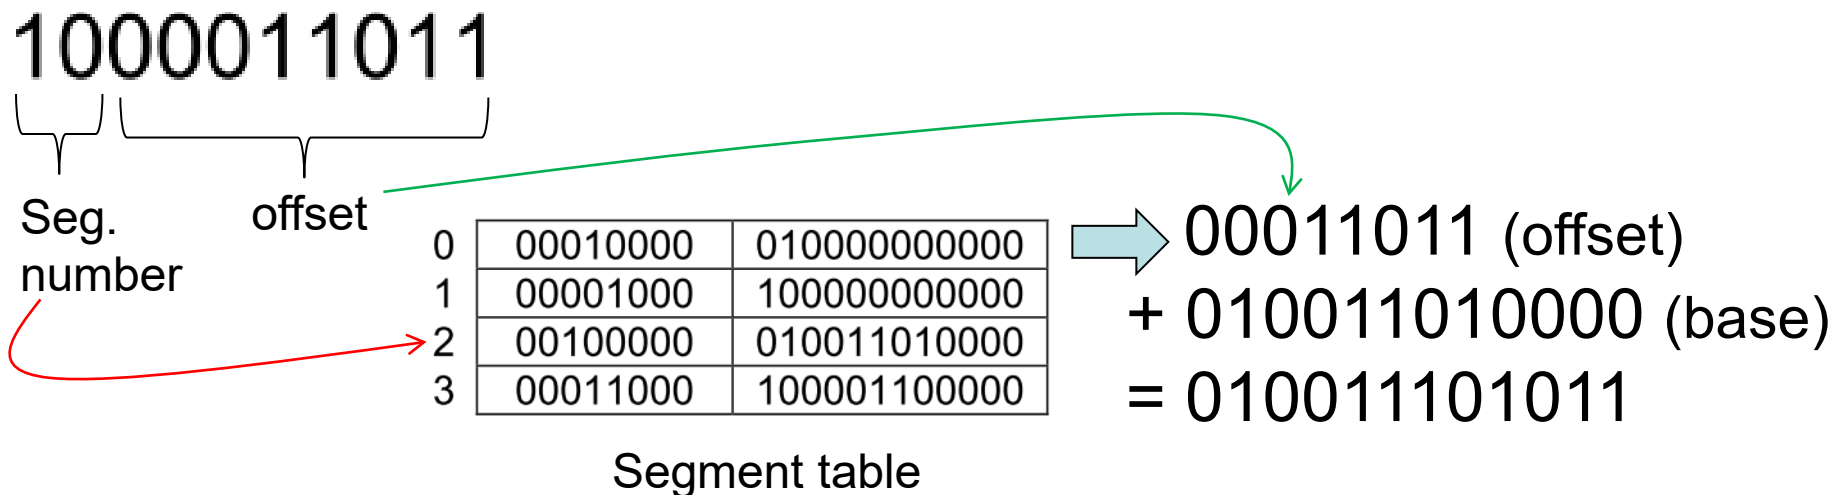 1000011011
Seg.
number
offset
0 00010000 010000000000
1 00001000 100000000000
2 00100000 010011010000
3 00011000 100001100000
Segment table
00011011 (offset)
+ 010011010000 (base)
= 010011101011